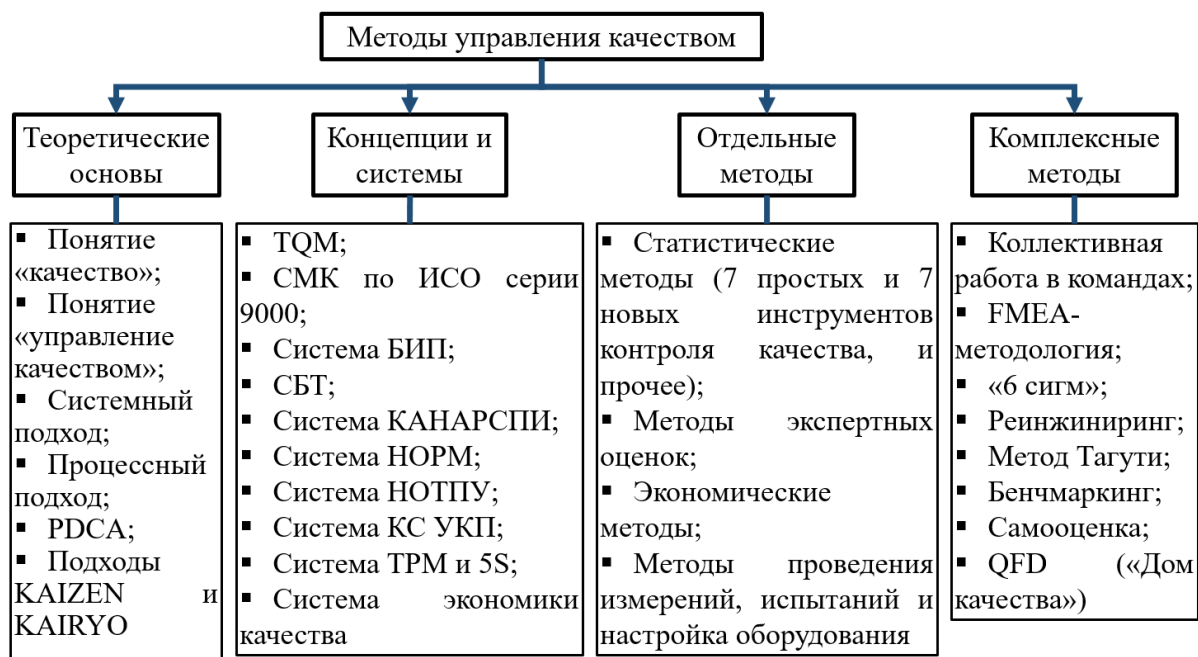 Методы управления качеством
Теоретические
основы
Концепции и
системы
Отдельные
методы
Комплексные
методы
▪ Понятие
«качество»;
▪ Понятие
«управление
качеством»;
▪ Системный
подход;
▪ Процессный
подход;
▪ PDCA;
▪ Подходы
KAIZEN и
KAIRYO
▪ TQM;
▪ СМК по ИСО серии
9000;
▪ Система БИП;
▪ СБТ;
▪ Система КАНАРСПИ;
▪ Система НОРМ;
▪ Система НОТПУ;
▪ Система КС УКП;
▪ Система ТРМ и 5S;
▪ Система экономики
качества
▪ Статистические
методы (7 простых и 7
новых инструментов
контроля качества, и
прочее);
▪ Методы экспертных
оценок;
▪ Экономические
методы;
▪ Методы проведения
измерений, испытаний и
настройка оборудования
▪ Коллективная
работа в командах;
▪ FMEA-
методология;
▪ «6 сигм»;
▪ Реинжиниринг;
▪ Метод Тагути;
▪ Бенчмаркинг;
▪ Самооценка;
▪ QFD («Дом
качества»)